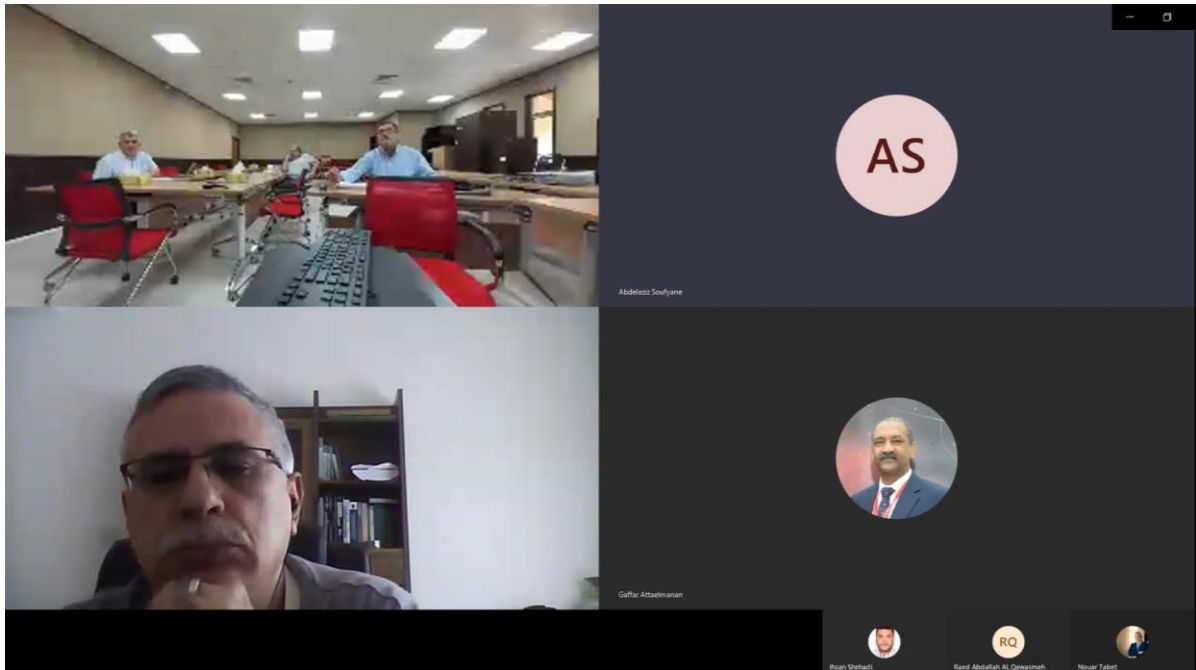 AS
Abdelaziz Soufyane
Gaffar Attaelmanan
RQ
Ihsan Shehadi
Raed Abdallah AL Qawasmeh
Nouar Tabet